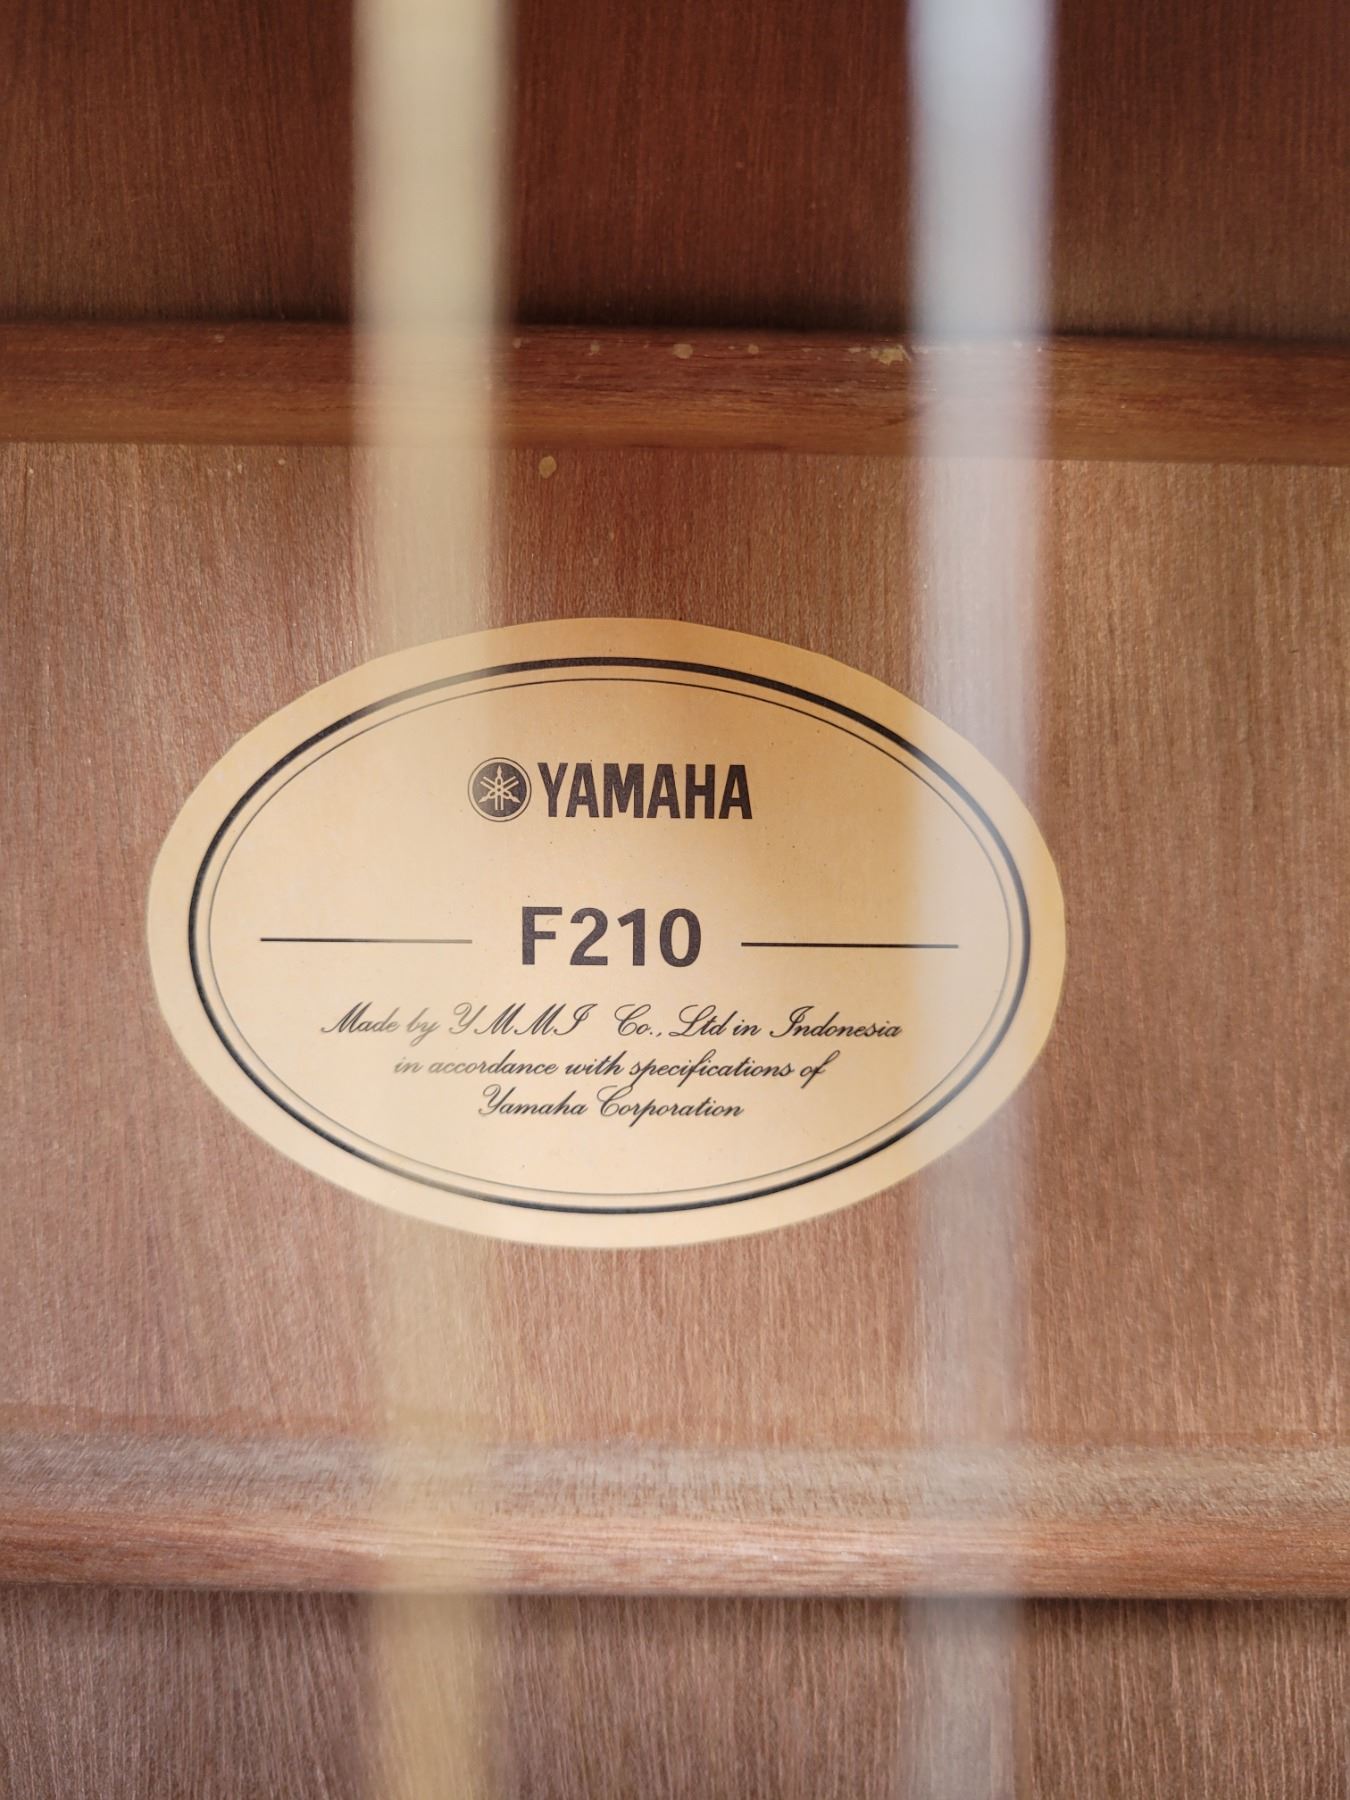 YAMAHA
F210
Made by YMMI Co., Ltd in Indonesia
in accordance with specifications of
Yamaha Corporation